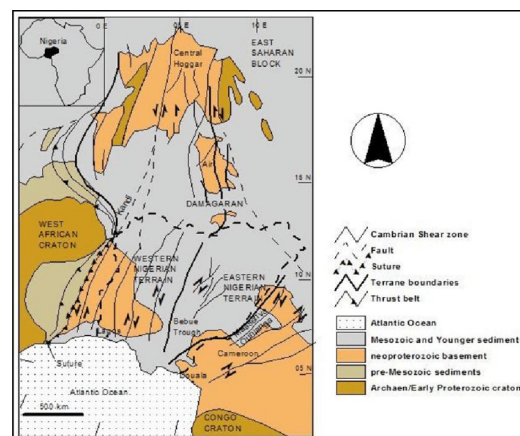 0 E
05 E
10 E
Nigeria
Central
Hoggar
EAST
SAHARAN
BLOCK
20 N
Air
15 N
DAMAGARAN
Kandi
WEST
AFRICAN
CRATON
WESTERN
NIGERIAN
TERRAIN
EASTERN
NIGERIAN
TERRAIN
10 N
Lagos
Bebue
Trough
Cameroon
05 N
Suture
Douala
Atlantic Ocean
500 km
CONGO
CRATON
Cambrian Shear zone
Fault
Suture
Terrane boundaries
Thrust belt
Atlantic Ocean
Mesozoic and Younger sediment
neoproterozoic basement
pre-Mesozoic sediments
Archaen/Early Proterozoic craton